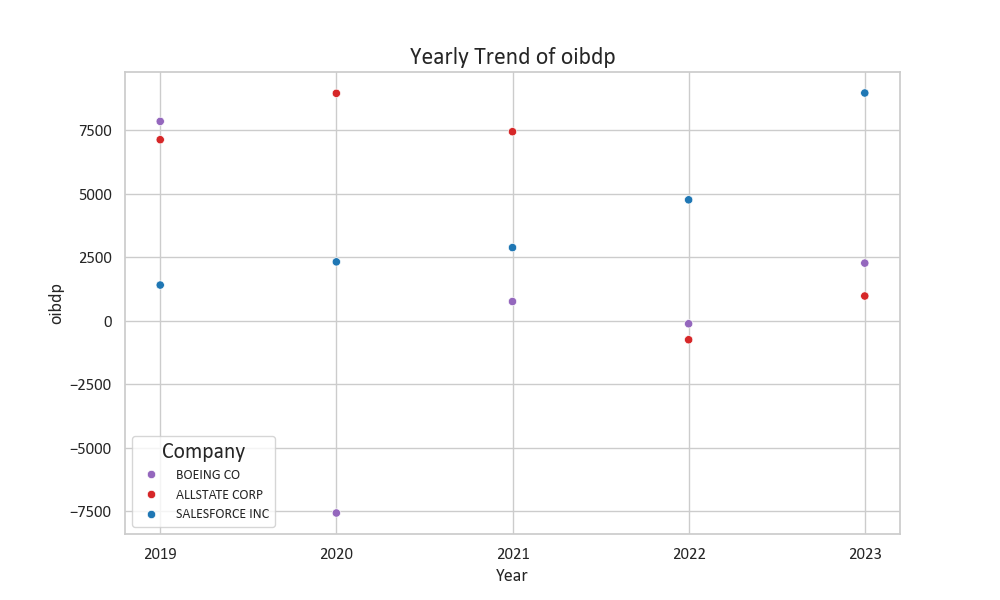 Yearly Trend of oibdp
oibdp
7500
5000
2500
0
−2500
−5000
−7500
Company
BOEING CO
ALLSTATE CORP
SALESFORCE INC
2019 2020 2021 2022 2023
Year